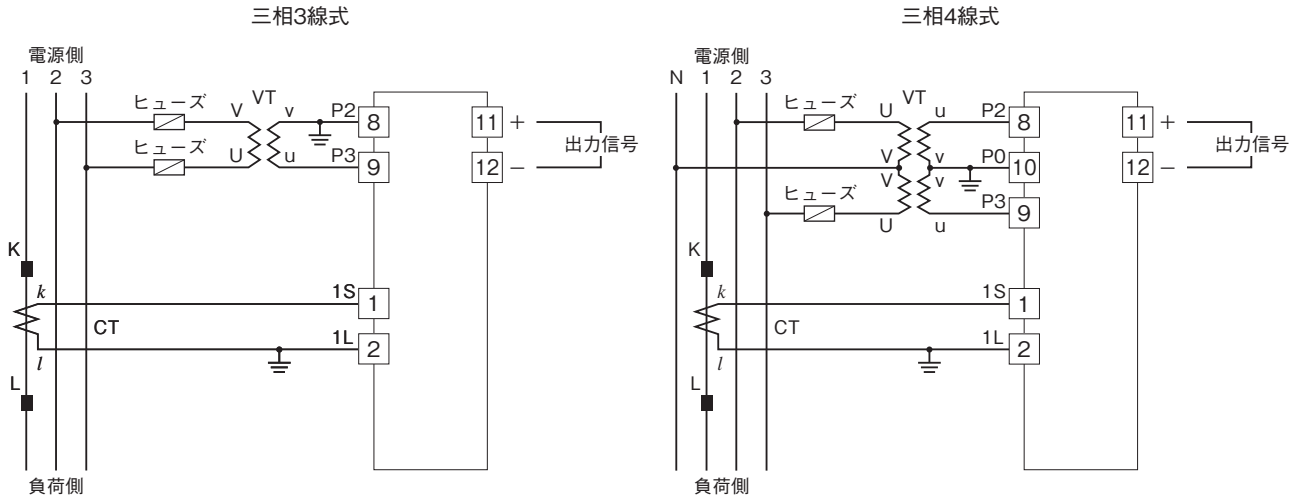 三相3線式
電源側
1 2 3
ヒューズ
V VT v P2 8 11 +
ヒューズ
U u P3 9 12 −
出力信号
K
k 1S 1
CT
l 1L 2
L
負荷側
三相4線式
電源側
N 1 2 3
ヒューズ
U VT u P2 8 11 +
V v P0 10 12 −
出力信号
V v
ヒューズ
U u P3 9
K
k 1S 1
CT
l 1L 2
L
負荷側